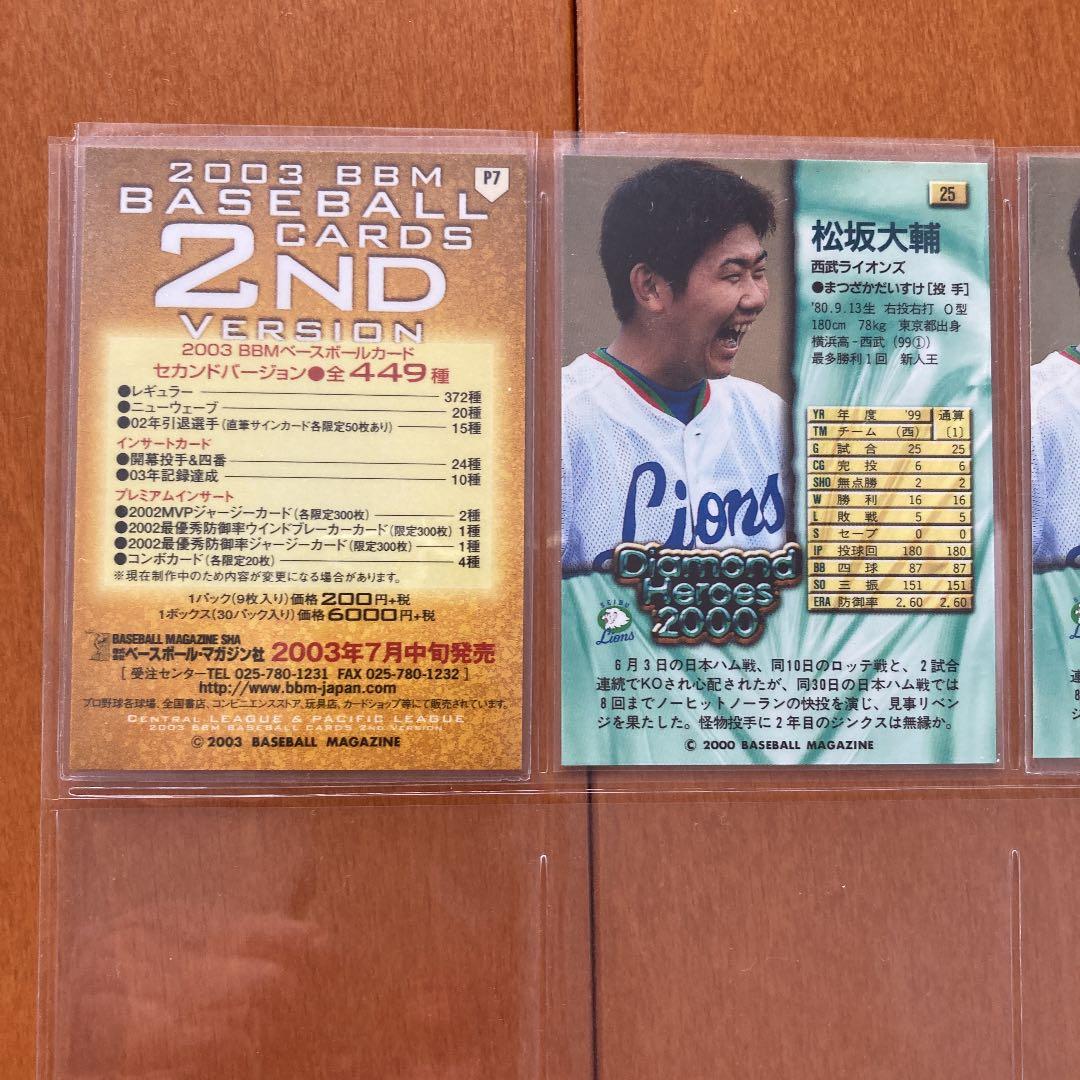 2003 BBM
P7
BASEBALL
CARDS
2ND
VERSION
2003 BBMベースボールカード
セカンドバージョン●全449種
●レギュラー 372種
●ニューウェーブ 20種
●02年引退選手(直筆サインカード各限定50枚あり) 15種
インサートカード
●開幕投手&四番 24種
●03年記録達成 10種
プレミアムインサート
●2002MVPジャージーカード(各限定300枚) 2種
●2002最優秀防御率ウインドブレーカーカード(限定300枚) 1種
●2002最優秀防御率ジャージーカード(限定300枚) 1種
●コンボカード(各限定20枚) 4種
※現在制作中のため内容が変更になる場合があります。
1パック(9枚入り)価格200円+税
1ボックス(30パック入り)価格6000円+税
BASEBALL MAGAZINE SHA
株式会社ベースボール・マガジン社 2003年7月中旬発売
[ 受注センターTEL 025-780-1231 FAX 025-780-1232 ]
http://www.bbm-japan.com
プロ野球各球場、全国書店、コンビニエンスストア、玩具店、カードショップ等にて販売されています。
CENTRAL LEAGUE & PACIFIC LEAGUE
2003 BBM BASEBALL CARDS 2ND VERSION
© 2003 BASEBALL MAGAZINE
25
松坂大輔
西武ライオンズ
●まつざかだいすけ[投 手]
'80.9.13生 右投右打 O型
180cm 78kg 東京都出身
横浜高-西武(99①)
最多勝利1回 新人王
YR 年度 '99 通算
TM チーム (西) (1)
G 試合 25 25
CG 完投 6 6
SHO 無点勝 2 2
W 勝利 16 16
L 敗戦 5 5
S セーブ 0 0
IP 投球回 180 180
BB 四球 87 87
SO 三振 151 151
ERA 防御率 2.60 2.60
Lions
Diamond
Heroes
2000
SEIBU
Lions
6月3日の日本ハム戦、同10日のロッテ戦と、2試合
連続でKOされ心配されたが、同30日の日本ハム戦では
8回までノーヒットノーランの快投を演じ、見事リベン
ジを果たした。怪物投手に2年目のジンクスは無縁か。
© 2000 BASEBALL MAGAZINE